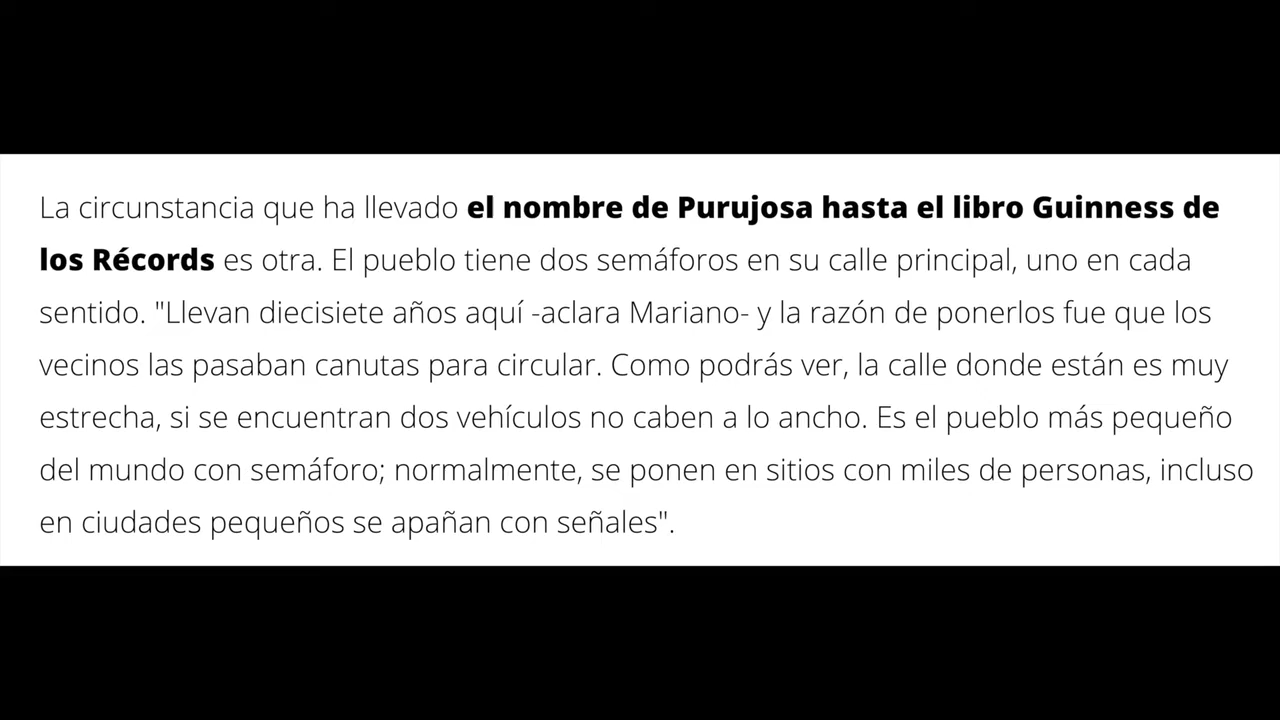 La circunstancia que ha llevado el nombre de Purujosa hasta el libro Guinness de
los Récords es otra. El pueblo tiene dos semáforos en su calle principal, uno en cada
sentido. "Llevan diecisiete años aquí -aclara Mariano- y la razón de ponerlos fue que los
vecinos las pasaban canutas para circular. Como podrás ver, la calle donde están es muy
estrecha, si se encuentran dos vehículos no caben a lo ancho. Es el pueblo más pequeño
del mundo con semáforo; normalmente, se ponen en sitios con miles de personas, incluso
en ciudades pequeños se apañan con señales".